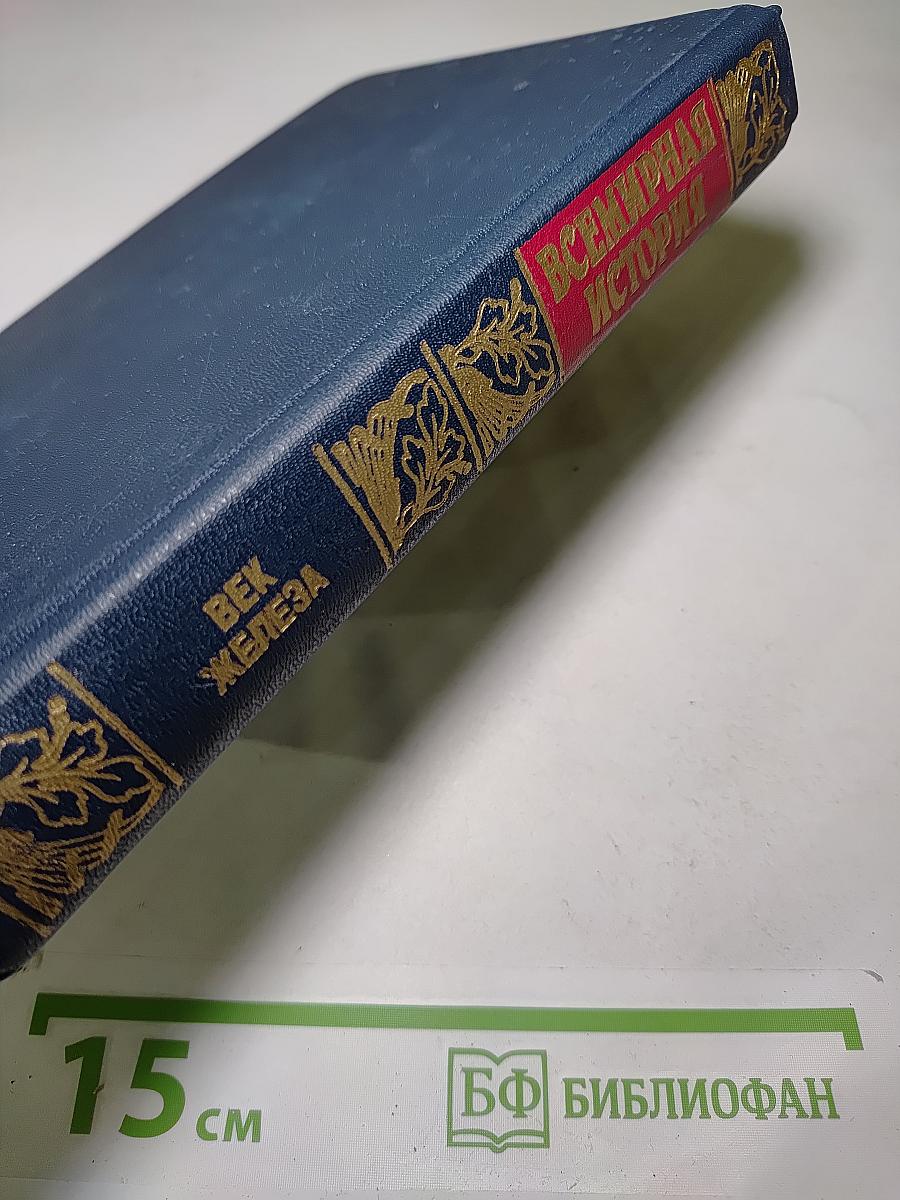 ВСЕМИРНАЯ
ИСТОРИЯ
ВЕК
ЖЕЛЕЗА
15 см
БФ БИБЛИОФАН